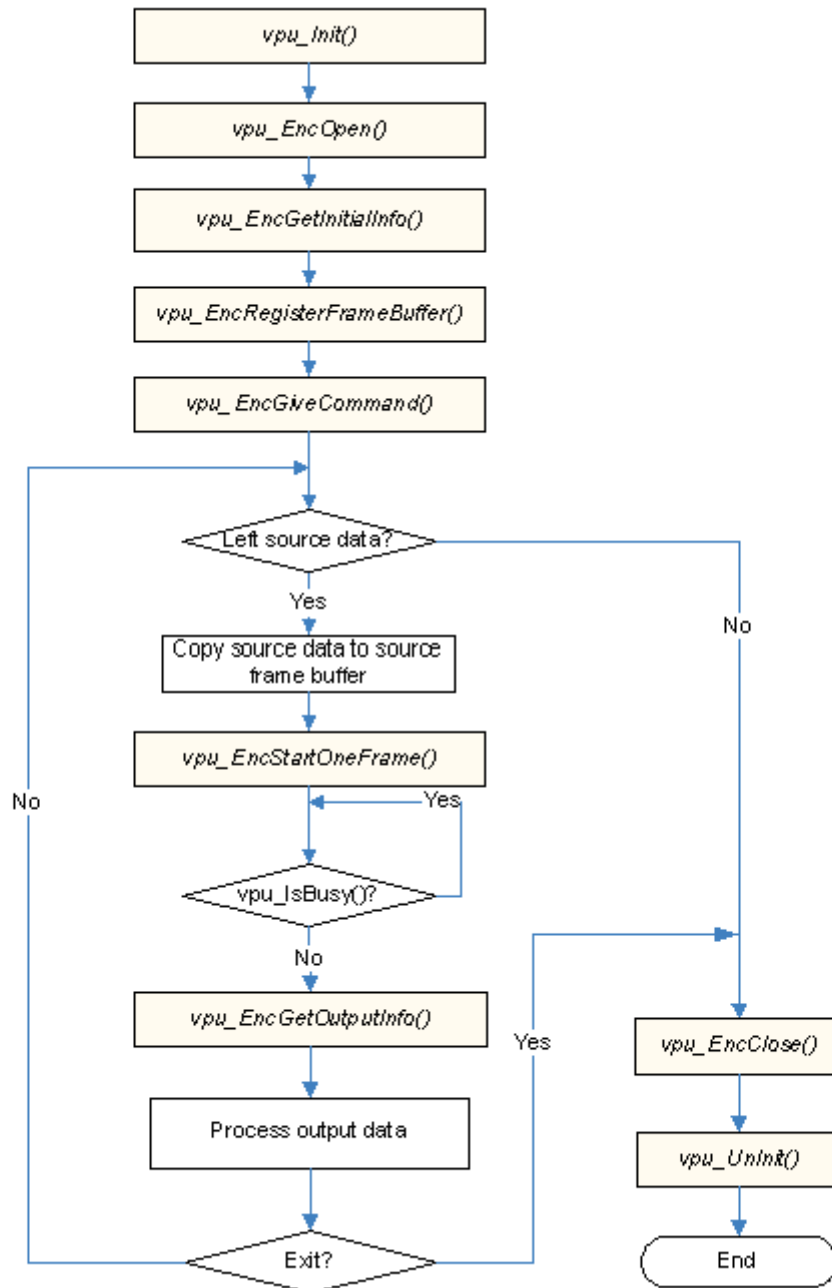 vpu_Init()
vpu_EncOpen()
vpu_EncGetInitialInfo()
vpu_EncRegisterFrameBuffer()
vpu_EncGiveCommand()
Left source data?
Yes
No
Copy source data to source
frame buffer
vpu_EncStartOneFrame()
No
Yes
vpu_IsBusy()?
No
vpu_EncGetOutputInfo()
Yes
vpu_EncClose()
Process output data
vpu_UnInit()
Exit?
End